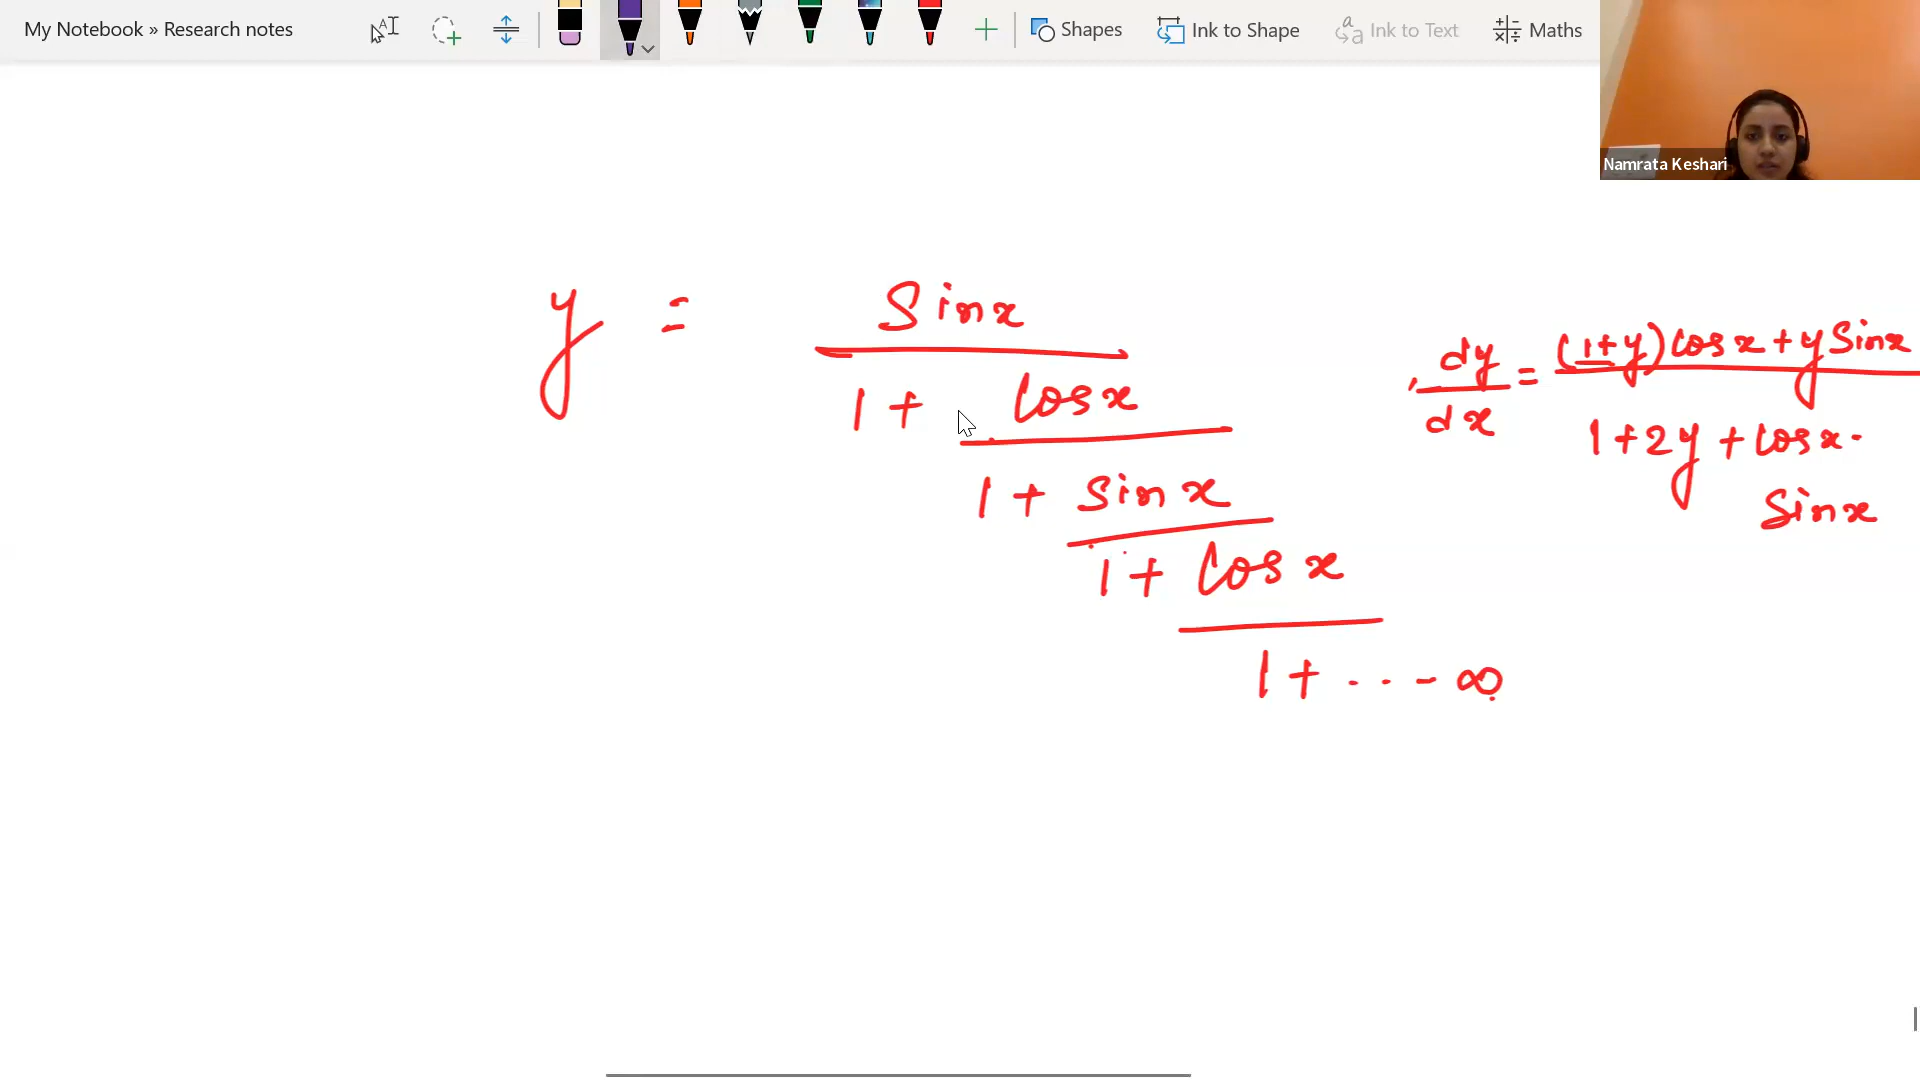 My Notebook » Research notes
Shapes
Ink to Shape
Ink to Text
Maths
Namrata Keshari
y = Sinx
1 + Cosx
1 + Sinx
1 + Cosx
1 + ... - ∞
dy/dx = (1+y)Cosx + ySinx
1 + 2y + Cosx -
Sinx